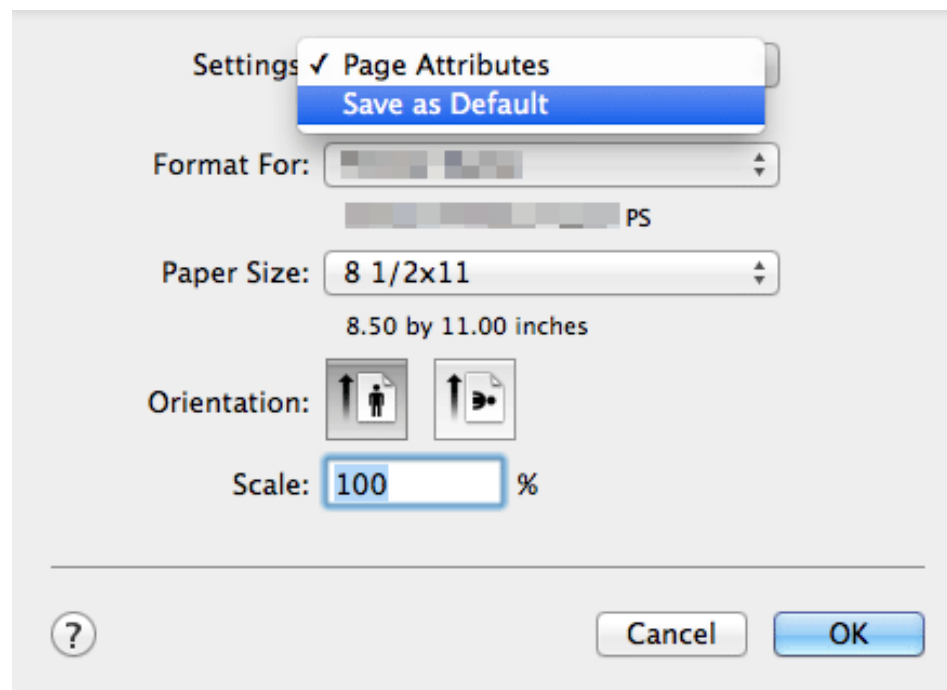 Settings ✓ Page Attributes
Save as Default
Format For:
PS
Paper Size: 8 1/2x11
8.50 by 11.00 inches
Orientation:
Scale: 100 %
? Cancel OK